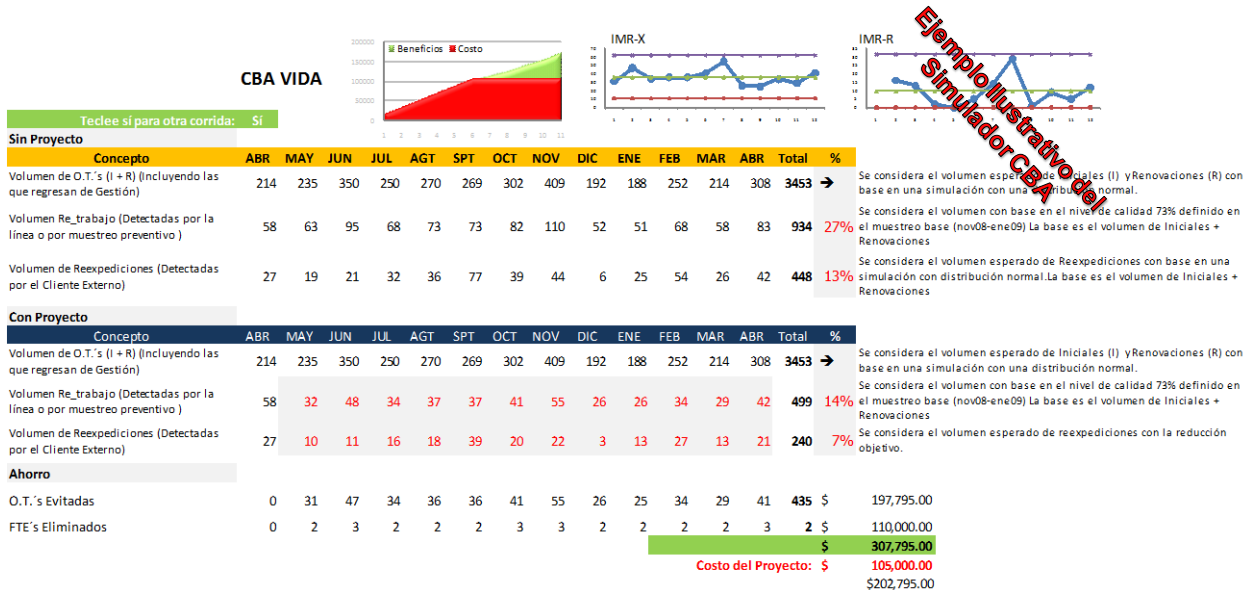 CBA VIDA
200000
150000
100000
50000
0
Beneficios Costo
1 2 3 4 5 6 7 8 9 10 11
IMR-X
IMR-R
Ejemplo Illustrativo del
Simulador CBA
Teclee sí para otra corrida: Sí
Sin Proyecto
Concepto ABR MAY JUN JUL AGT SPT OCT NOV DIC ENE FEB MAR ABR Total %
Volumen de O.T.´s (I + R) (Incluyendo las
que regresan de Gestión)
214 235 350 250 270 269 302 409 192 188 252 214 308 3453 ➔
Se considera el volumen esperado de Iniciales (I) y Renovaciones (R) con
base en una simulación con una distribución normal.
Volumen Re_trabajo (Detectadas por la
línea o por muestreo preventivo )
58 63 95 68 73 73 82 110 52 51 68 58 83 934 27%
Se considera el volumen con base en el nivel de calidad 73% definido en
el muestreo base (nov08-ene09) La base es el volumen de Iniciales +
Renovaciones
Volumen de Reexpediciones (Detectadas
por el Cliente Externo)
27 19 21 32 36 77 39 44 6 25 54 26 42 448 13%
Se considera el volumen esperado de Reexpediciones con base en una
simulación con distribución normal.La base es el volumen de Iniciales +
Renovaciones
Con Proyecto
Concepto ABR MAY JUN JUL AGT SPT OCT NOV DIC ENE FEB MAR ABR Total %
Volumen de O.T.´s (I + R) (Incluyendo las
que regresan de Gestión)
214 235 350 250 270 269 302 409 192 188 252 214 308 3453 ➔
Se considera el volumen esperado de Iniciales (I) y Renovaciones (R) con
base en una simulación con una distribución normal.
Volumen Re_trabajo (Detectadas por la
línea o por muestreo preventivo )
58 32 48 34 37 37 41 55 26 26 34 29 42 499 14%
Se considera el volumen con base en el nivel de calidad 73% definido en
el muestreo base (nov08-ene09) La base es el volumen de Iniciales +
Renovaciones
Volumen de Reexpediciones (Detectadas
por el Cliente Externo)
27 10 11 16 18 39 20 22 3 13 27 13 21 240 7%
Se considera el volumen esperado de reexpediciones con la reducción
objetivo.
Ahorro
O.T.´s Evitadas 0 31 47 34 36 36 41 55 26 25 34 29 41 435 $ 197,795.00
FTE´s Eliminados 0 2 3 2 2 2 3 3 2 2 2 2 3 2 $ 110,000.00
$ 307,795.00
Costo del Proyecto: $ 105,000.00
$202,795.00